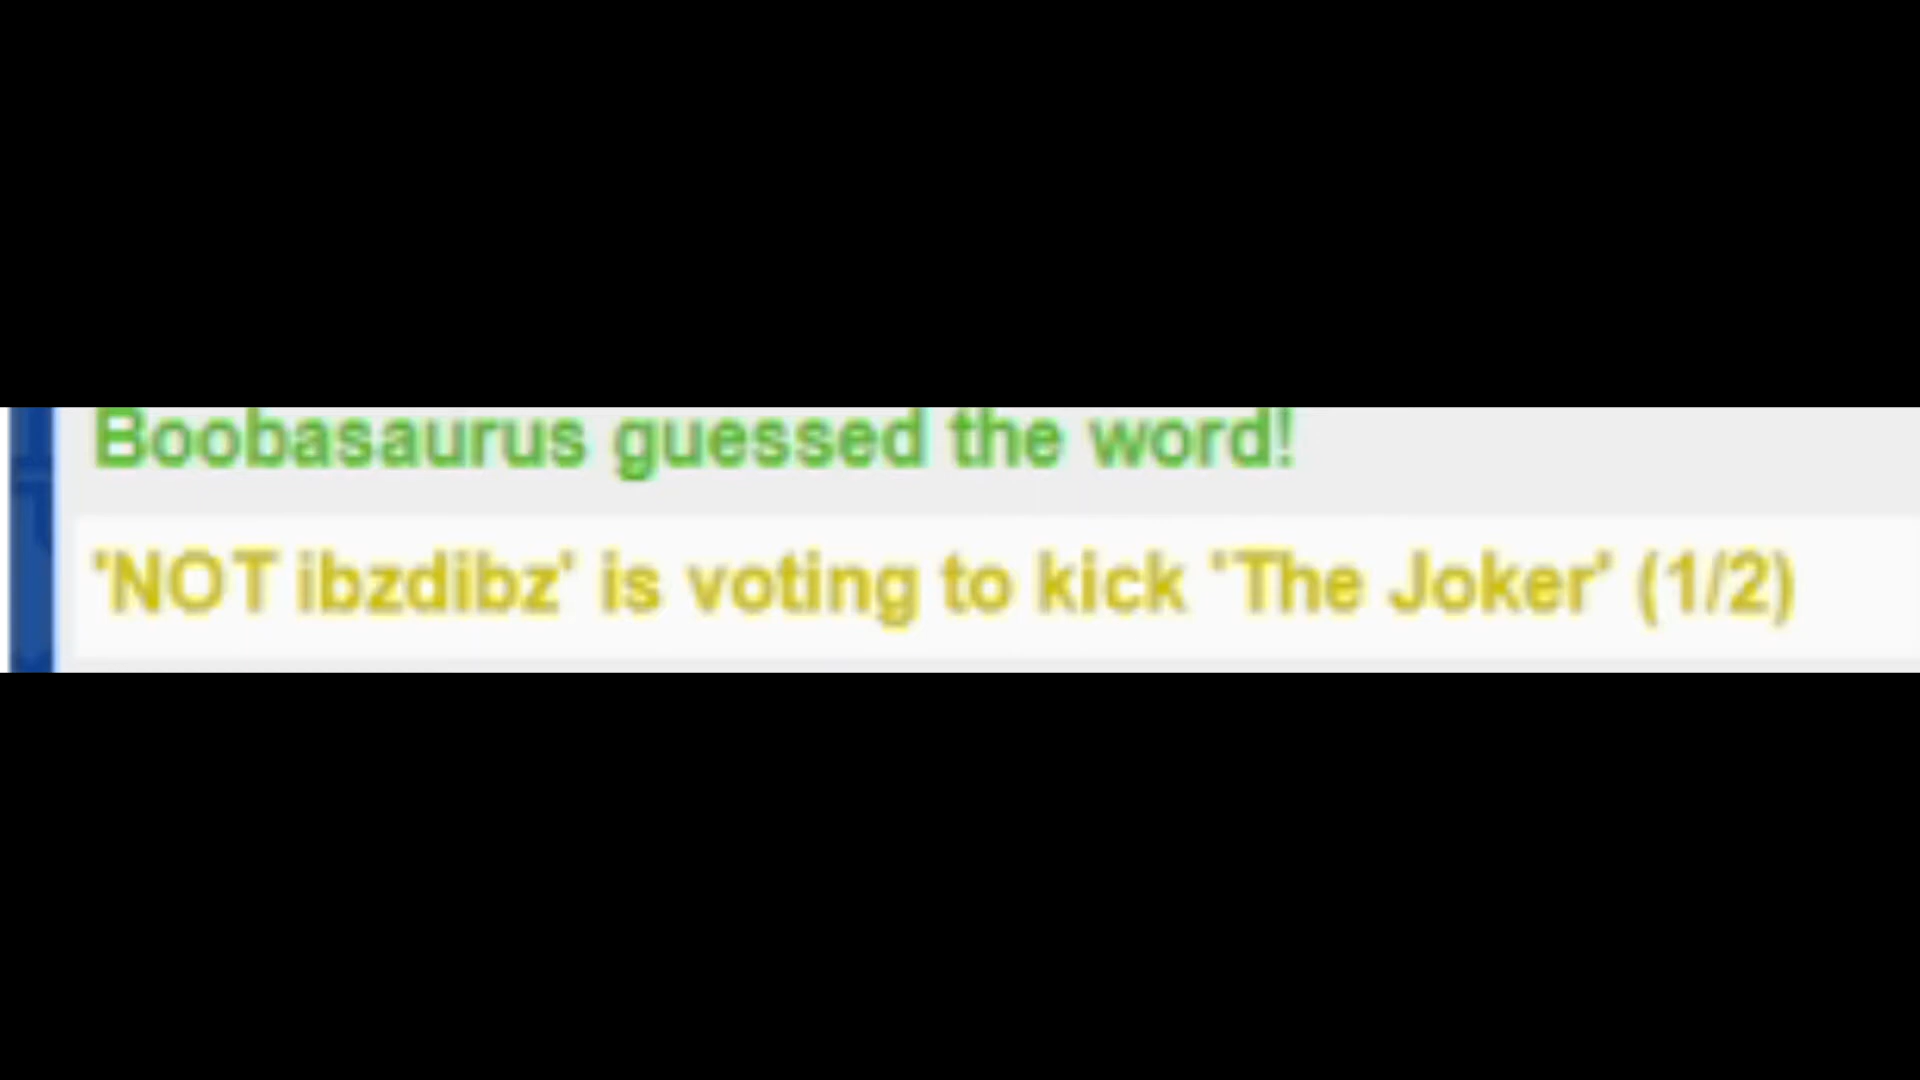 Boobasaurus guessed the word!
'NOT ibzdibz' is voting to kick 'The Joker' (1/2)